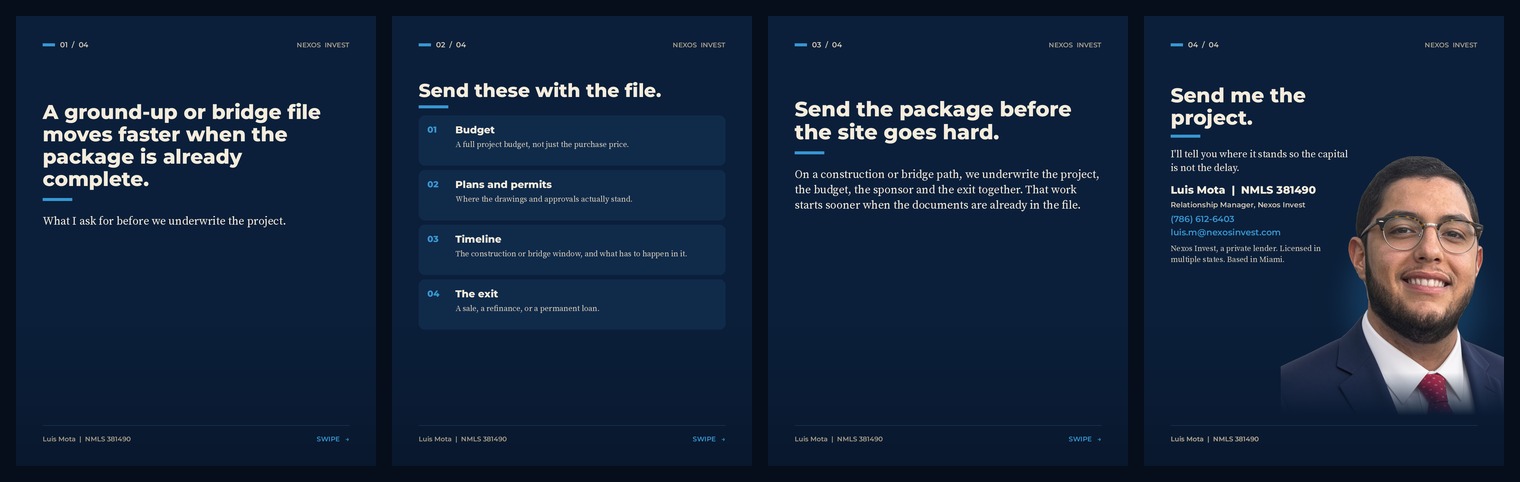 01 / 04
NEXOS INVEST
A ground-up or bridge file
moves faster when the
package is already
complete.
What I ask for before we underwrite the project.
Luis Mota | NMLS 381490
SWIPE →
02 / 04
NEXOS INVEST
Send these with the file.
01 Budget
A full project budget, not just the purchase price.
02 Plans and permits
Where the drawings and approvals actually stand.
03 Timeline
The construction or bridge window, and what has to happen in it.
04 The exit
A sale, a refinance, or a permanent loan.
Luis Mota | NMLS 381490
SWIPE →
03 / 04
NEXOS INVEST
Send the package before
the site goes hard.
On a construction or bridge path, we underwrite the project,
the budget, the sponsor and the exit together. That work
starts sooner when the documents are already in the file.
Luis Mota | NMLS 381490
SWIPE →
04 / 04
NEXOS INVEST
Send me the
project.
I'll tell you where it stands so the capital
is not the delay.
Luis Mota | NMLS 381490
Relationship Manager, Nexos Invest
(786) 612-6403
luis.m@nexosinvest.com
Nexos Invest, a private lender. Licensed in
multiple states. Based in Miami.
Luis Mota | NMLS 381490